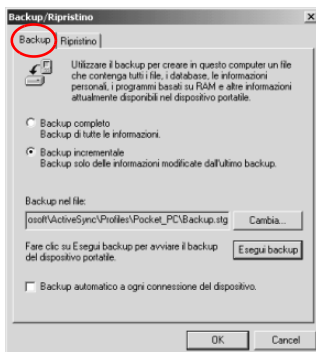 Backup/Ripristino
Backup
Ripristino
Utilizzare il backup per creare in questo computer un file
che contenga tutti i file, i database, le informazioni
personali, i programmi basati su RAM e altre informazioni
attualmente disponibili nel dispositivo portatile.
Backup completo
Backup di tutte le informazioni.
Backup incrementale
Backup solo delle informazioni modificate dall'ultimo backup.
Backup nel file:
osoft\ActiveSync\Profiles\Pocket_PC\Backup.stg
Cambia...
Fare clic su Esegui backup per avviare il backup
del dispositivo portatile.
Esegui backup
Backup automatico a ogni connessione del dispositivo.
OK
Cancel